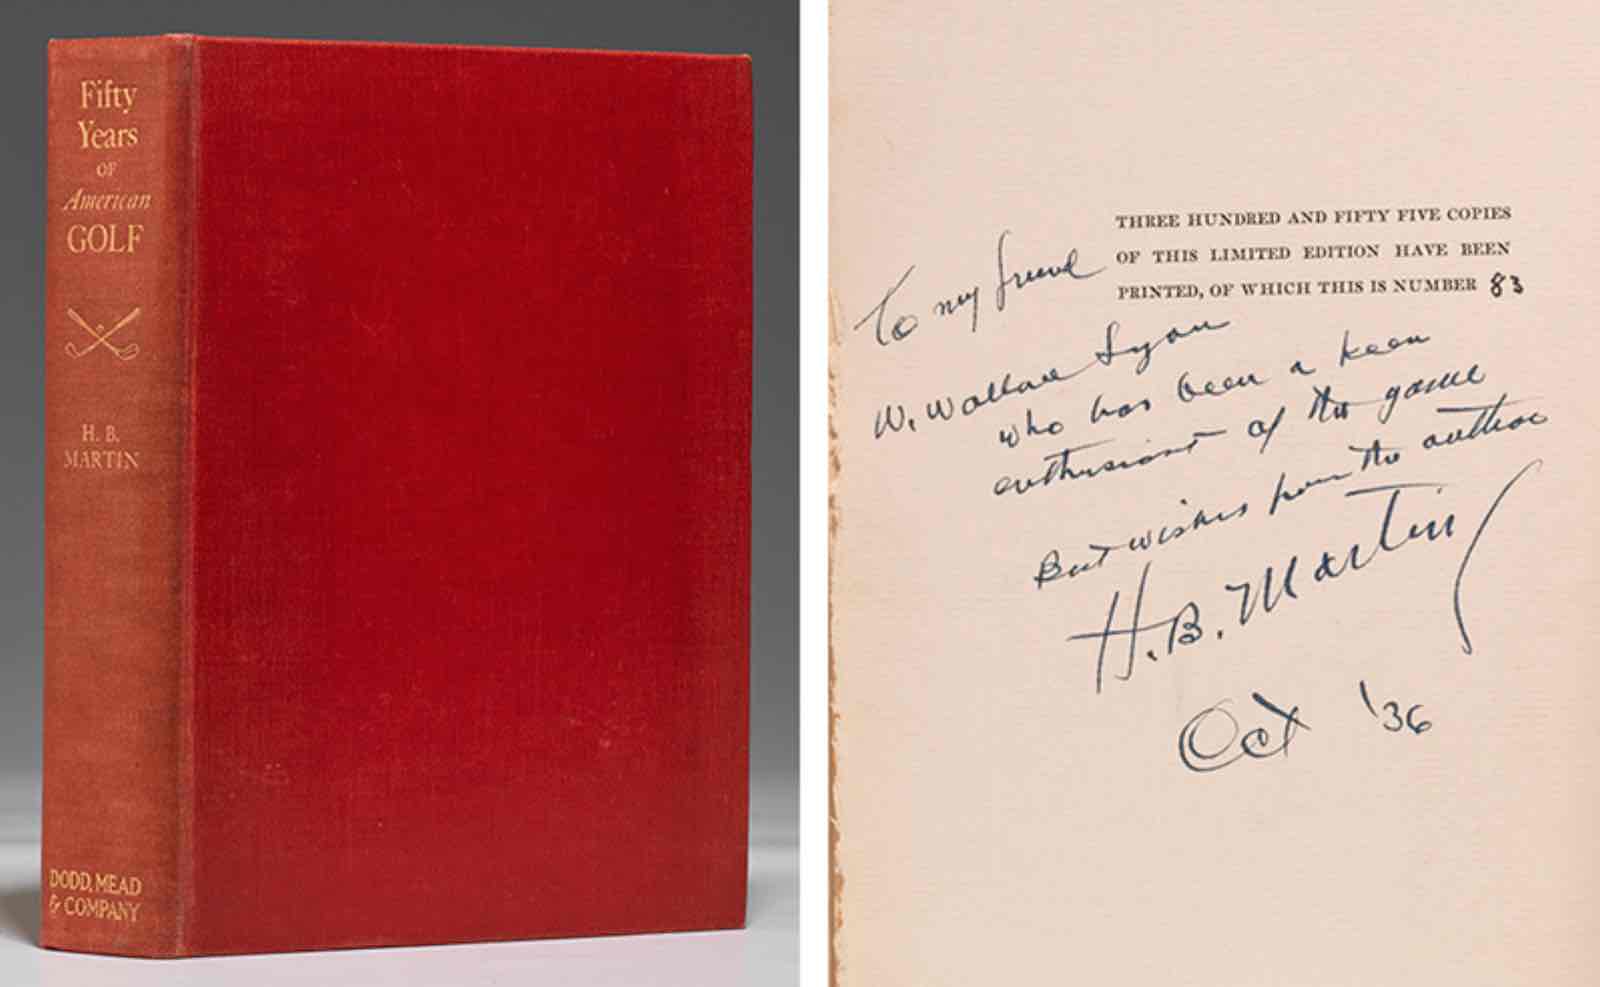 Fifty
Years
OF
American
GOLF
H. B.
MARTIN
DODD, MEAD
& COMPANY
THREE HUNDRED AND FIFTY FIVE COPIES
OF THIS LIMITED EDITION HAVE BEEN
PRINTED, OF WHICH THIS IS NUMBER 83
To my friend
W. Wallace Lyon
who has been a keen
enthusiast of the game
Best wishes from the author
H. B. Martin
Oct '36